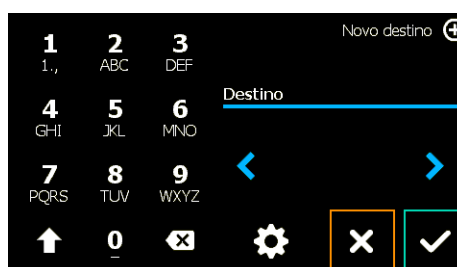 Novo destino
1 2 3
1., ABC DEF
Destino
4 5 6
GHI JKL MNO
7 8 9
PQRS TUV WXYZ
0
_